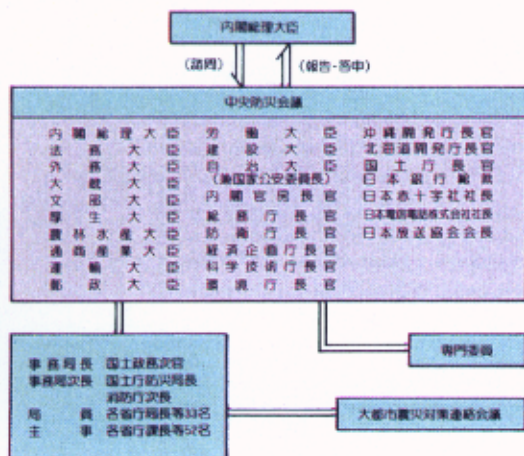 内閣総理大臣
(諮問)
(報告・答申)
中央防災会議
内閣総理大臣 労働大臣 沖縄開発庁長官
法務大臣 建設大臣 北海道開発庁長官
外務大臣 自治大臣 国土庁長官
大蔵大臣 (兼国家公安委員長) 日本銀行総裁
文部大臣 内閣官房長官 日本赤十字社社長
厚生大臣 総務庁長官 日本電信電話株式会社社長
農林水産大臣 防衛庁長官 日本放送協会会長
通商産業大臣 経済企画庁長官
運輸大臣 科学技術庁長官
郵政大臣 環境庁長官
事務局長 国土政務次官
事務局次長 国土庁防災局長
消防庁次長
局員 各省庁局長等33名
主事 各省庁課長等52名
専門委員
大都市震災対策連絡会議